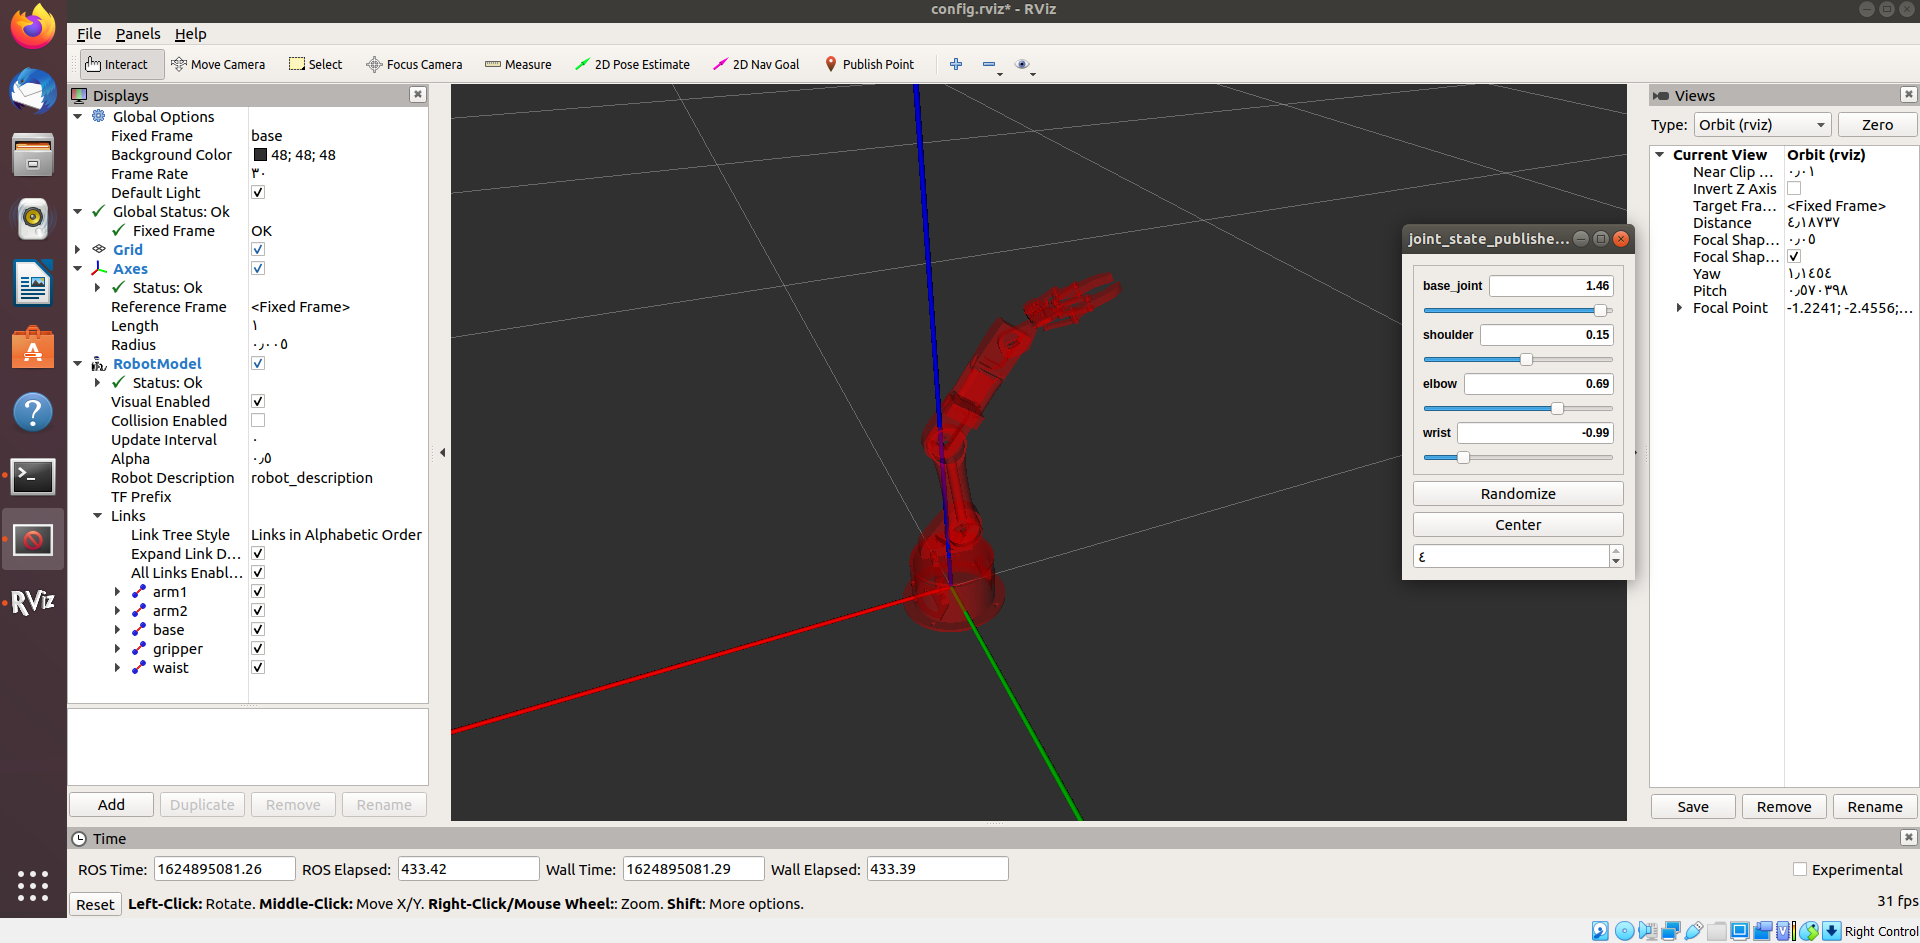 config.rviz* - RViz
File Panels Help
Interact Move Camera Select Focus Camera Measure 2D Pose Estimate 2D Nav Goal Publish Point
Displays
Global Options
Fixed Frame base
Background Color 48; 48; 48
Frame Rate ٣٠
Default Light
Global Status: Ok
Fixed Frame OK
Grid
Axes
Status: Ok
Reference Frame <Fixed Frame>
Length ١
Radius ٠٫٠٠٥
RobotModel
Status: Ok
Visual Enabled
Collision Enabled
Update Interval ٠
Alpha ٠٫٥
Robot Description robot_description
TF Prefix
Links
Link Tree Style Links in Alphabetic Order
Expand Link D...
All Links Enabl...
arm1
arm2
base
gripper
waist
Add Duplicate Remove Rename
joint_state_publishe...
base_joint 1.46
shoulder 0.15
elbow 0.69
wrist -0.99
Randomize
Center
٤
Views
Type: Orbit (rviz) Zero
Current View Orbit (rviz)
Near Clip ... ٠٫٠١
Invert Z Axis
Target Fra... <Fixed Frame>
Distance ٤٫١٨٧٣٧
Focal Shap... ٠٫٠٥
Focal Shap...
Yaw ١٫١٤٥٤
Pitch ٠٫٥٧٠٣٩٨
Focal Point -1.2241; -2.4556;...
Save Remove Rename
Time
ROS Time: 1624895081.26 ROS Elapsed: 433.42 Wall Time: 1624895081.29 Wall Elapsed: 433.39 Experimental
Reset Left-Click: Rotate. Middle-Click: Move X/Y. Right-Click/Mouse Wheel:: Zoom. Shift: More options. 31 fps
RViz
Right Control